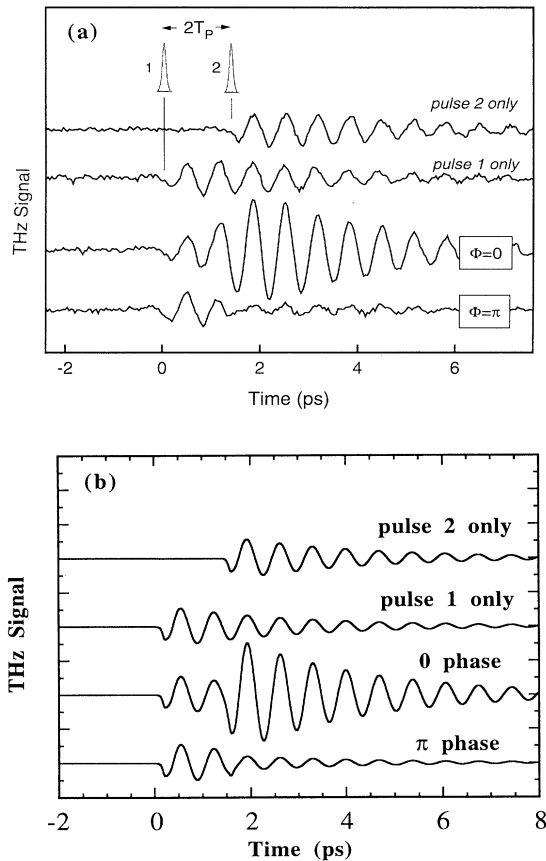 (a)
2T_P
1
2
pulse 2 only
pulse 1 only
Φ=0
Φ=π
THz Signal
-2 0 2 4 6
Time (ps)
(b)
pulse 2 only
pulse 1 only
0 phase
π phase
THz Signal
-2 0 2 4 6 8
Time (ps)